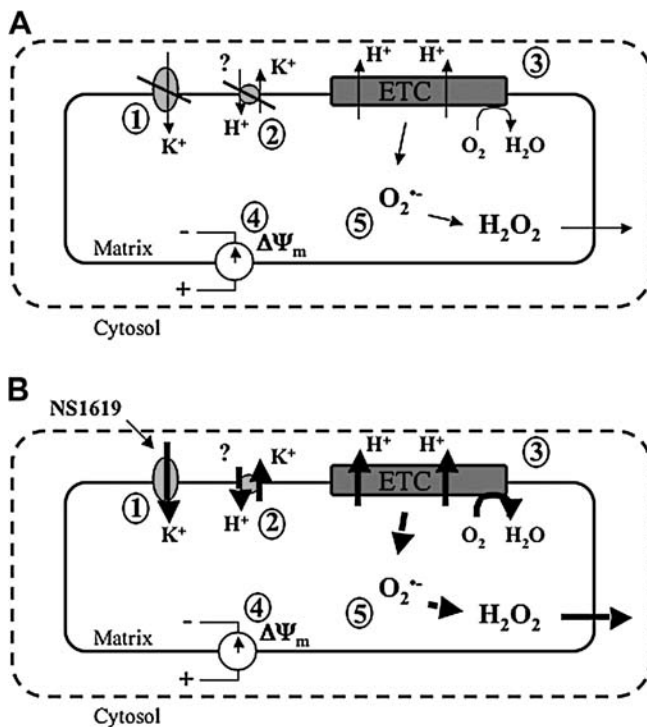 A
?
K⁺
H⁺
H⁺
③
ETC
①
K⁺
H⁺
②
O₂
H₂O
O₂•-
⑤
H₂O₂
④
-
ΔΨm
Matrix
+
Cytosol
B
NS1619
?
K⁺
H⁺
H⁺
③
ETC
①
K⁺
H⁺
②
O₂
H₂O
O₂•-
⑤
H₂O₂
④
-
ΔΨm
Matrix
+
Cytosol